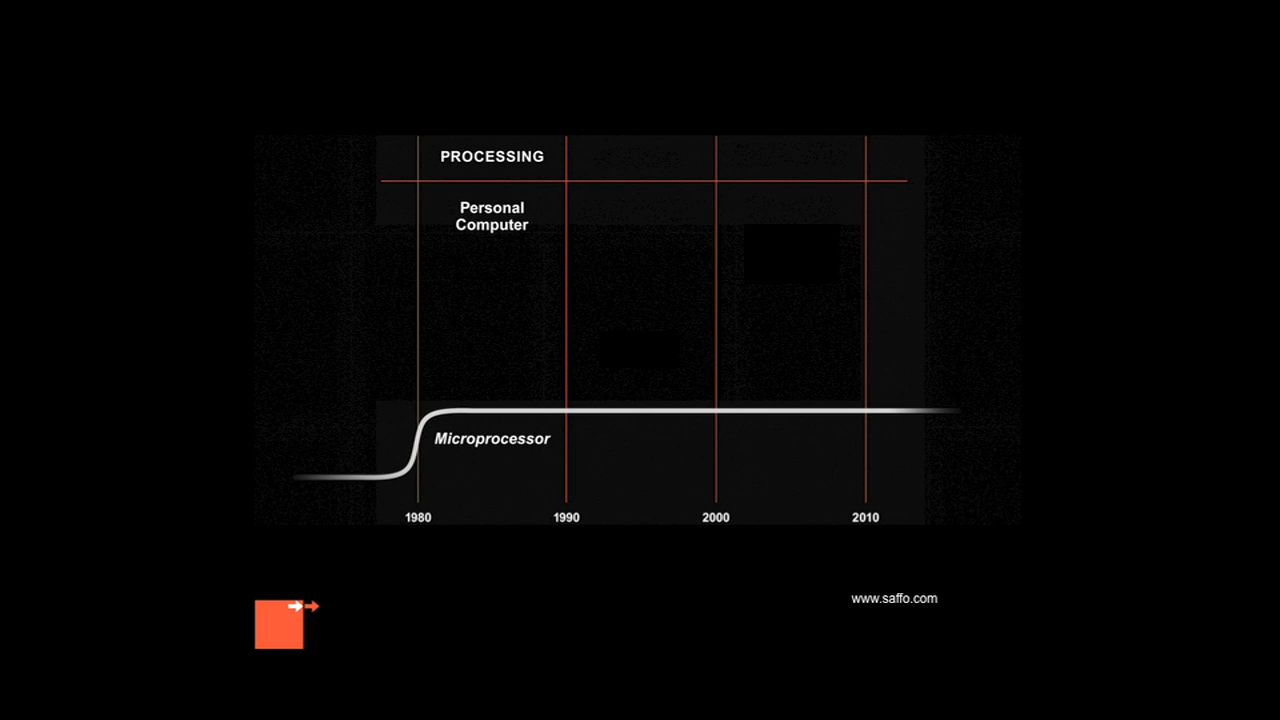 PROCESSING
Personal
Computer
Microprocessor
1980 1990 2000 2010
www.saffo.com